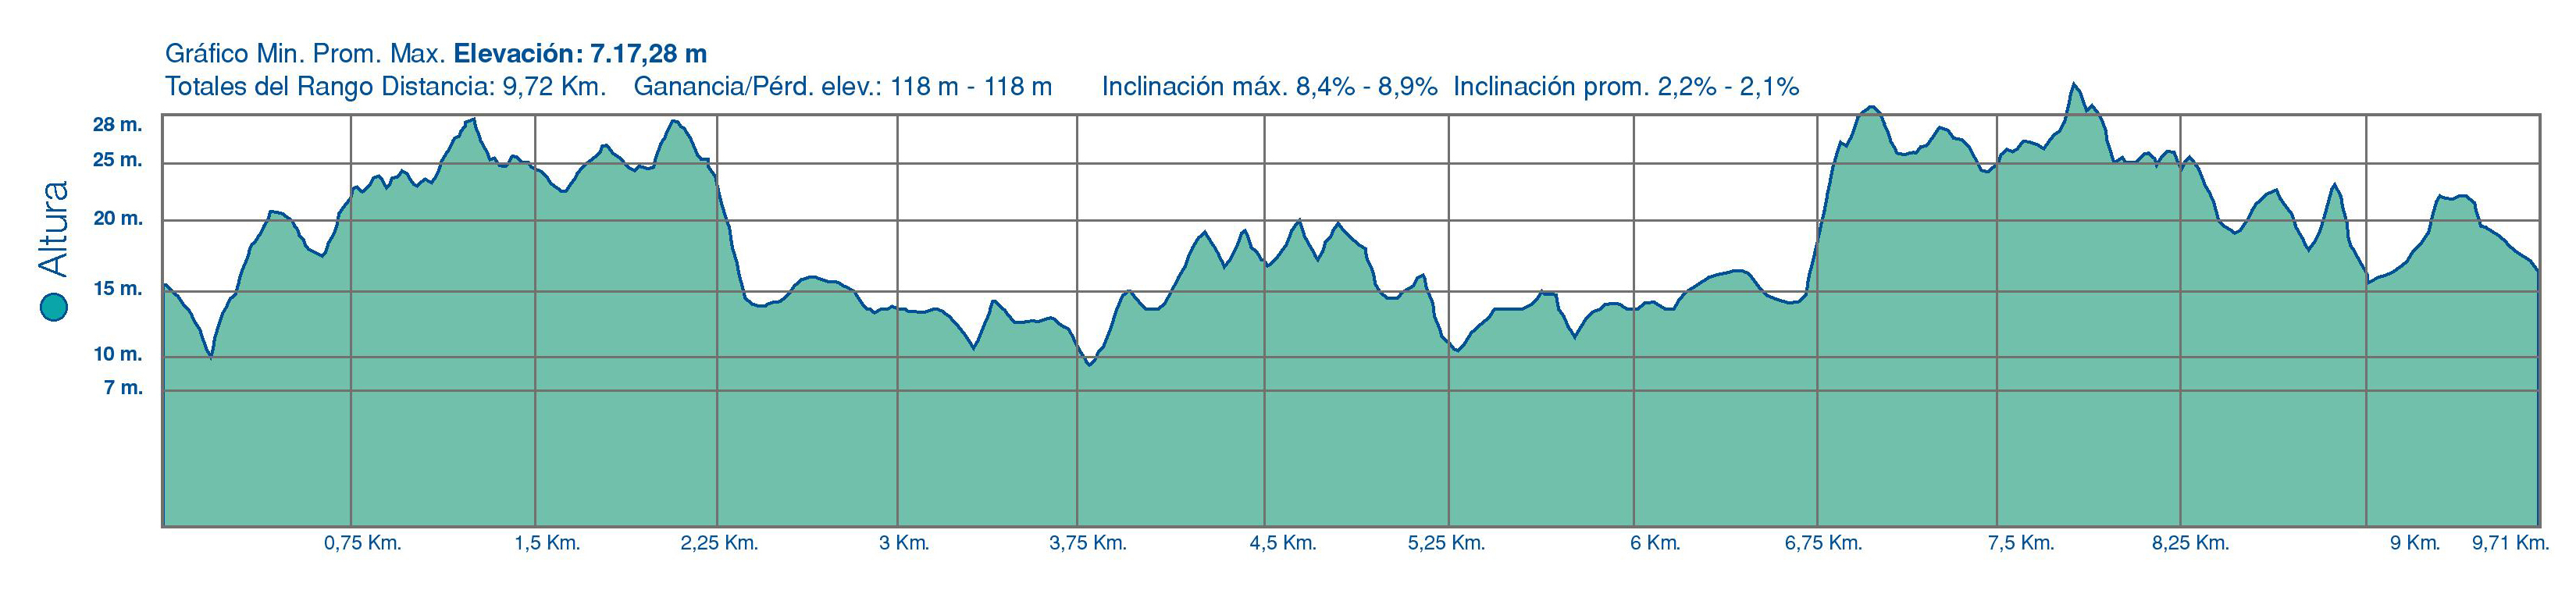 Gráfico Min. Prom. Max. Elevación: 7.17,28 m
Totales del Rango Distancia: 9,72 Km. Ganancia/Pérd. elev.: 118 m - 118 m Inclinación máx. 8,4% - 8,9% Inclinación prom. 2,2% - 2,1%
Altura
28 m.
25 m.
20 m.
15 m.
10 m.
7 m.
0,75 Km. 1,5 Km. 2,25 Km. 3 Km. 3,75 Km. 4,5 Km. 5,25 Km. 6 Km. 6,75 Km. 7,5 Km. 8,25 Km. 9 Km. 9,71 Km.